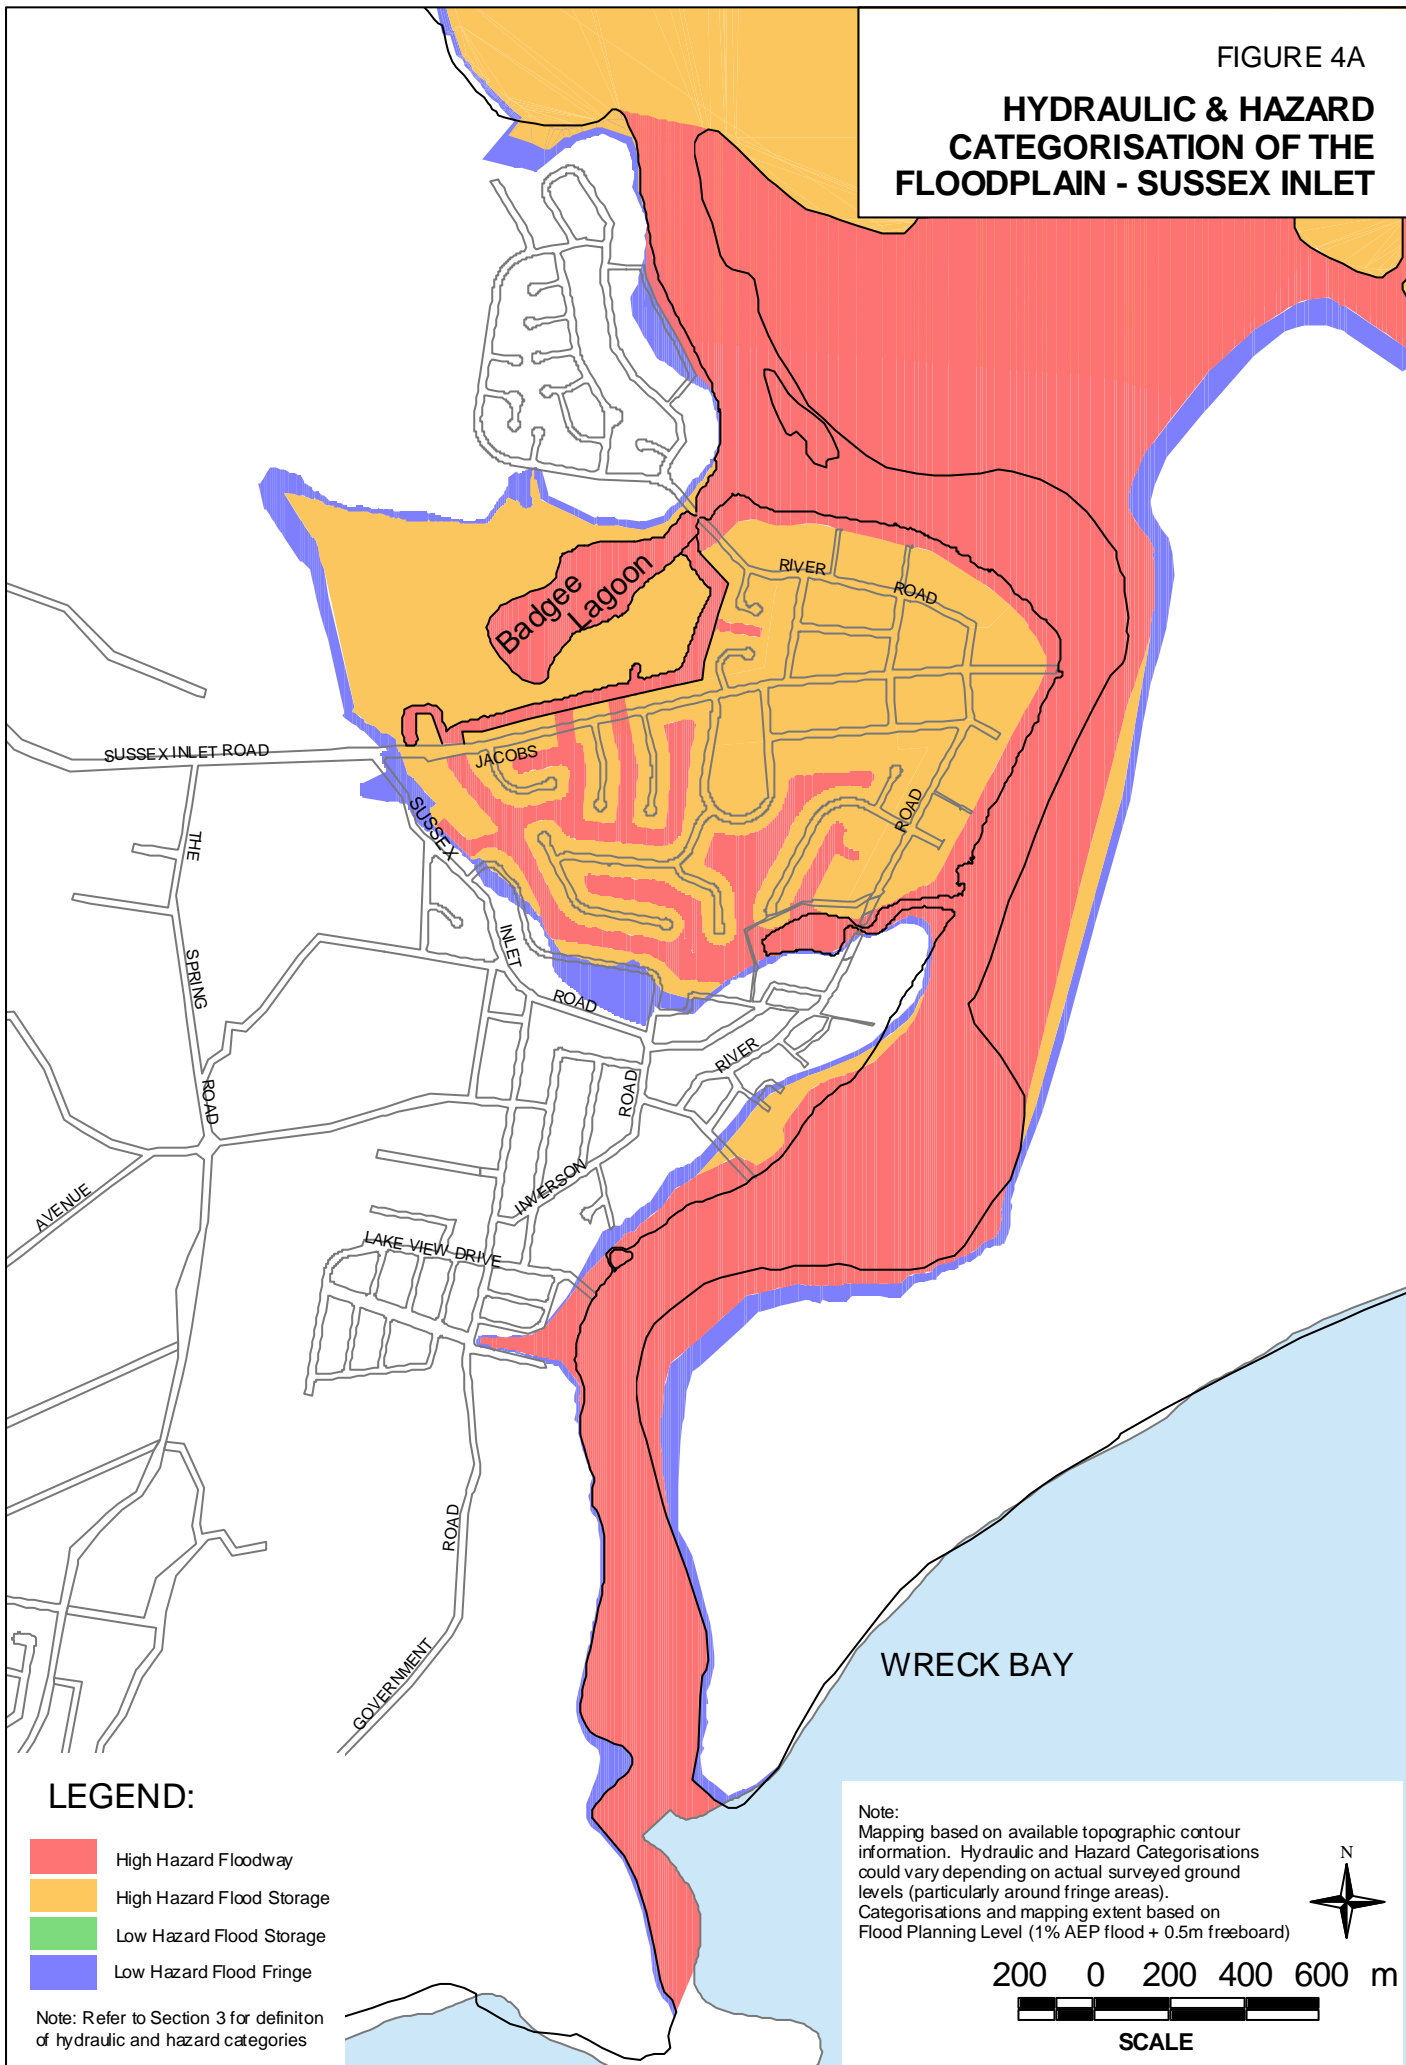 FIGURE 4A
HYDRAULIC & HAZARD
CATEGORISATION OF THE
FLOODPLAIN - SUSSEX INLET
RIVER
ROAD
Badgee
Lagoon
SUSSEX INLET ROAD
JACOBS
SUSSEX
ROAD
THE
INLET
SPRING
ROAD
RIVER
ROAD
ROAD
INVERSON
AVENUE
LAKE VIEW DRIVE
ROAD
GOVERNMENT
WRECK BAY
LEGEND:
High Hazard Floodway
High Hazard Flood Storage
Low Hazard Flood Storage
Low Hazard Flood Fringe
Note: Refer to Section 3 for definiton
of hydraulic and hazard categories
Note:
Mapping based on available topographic contour
information. Hydraulic and Hazard Categorisations
could vary depending on actual surveyed ground
levels (particularly around fringe areas).
Categorisations and mapping extent based on
Flood Planning Level (1% AEP flood + 0.5m freeboard)
N
200 0 200 400 600 m
SCALE